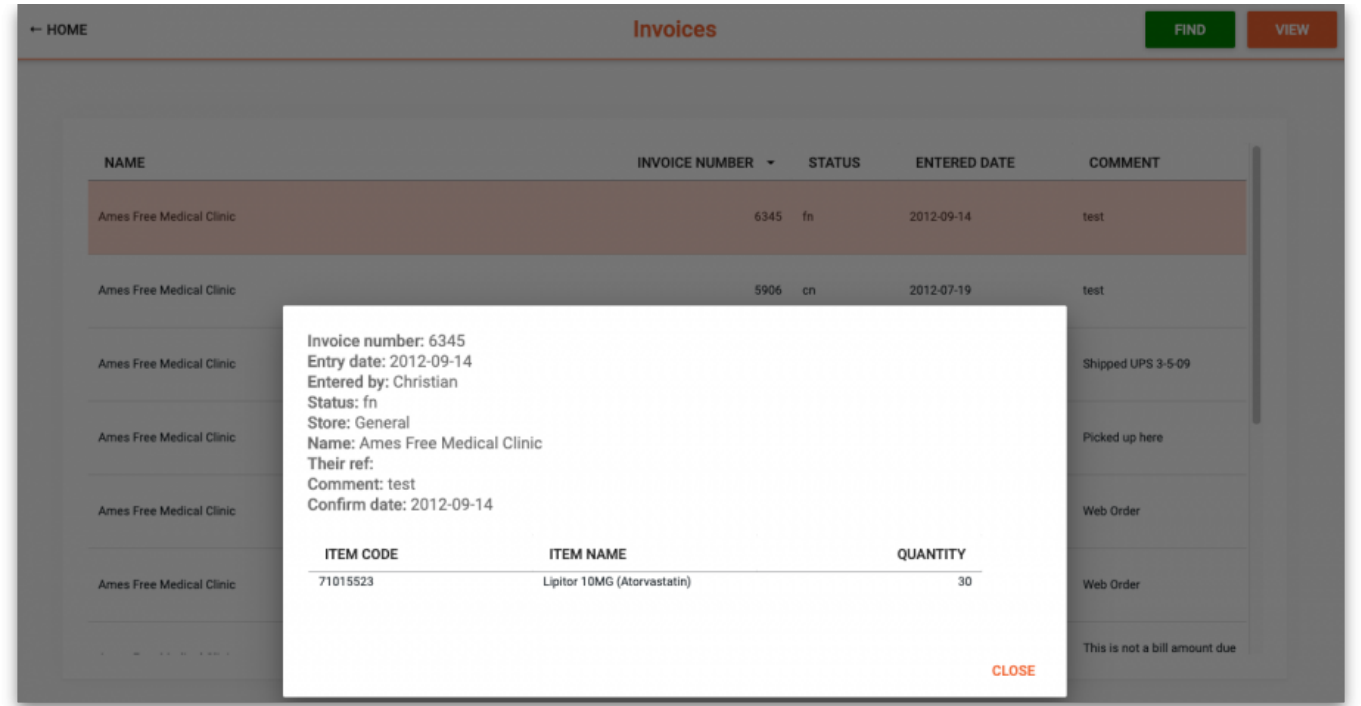 ← HOME Invoices FIND VIEW
NAME INVOICE NUMBER STATUS ENTERED DATE COMMENT
Ames Free Medical Clinic 6345 fn 2012-09-14 test
Ames Free Medical Clinic 5906 cn 2012-07-19 test
Ames Free Medical Clinic Shipped UPS 3-5-09
Ames Free Medical Clinic Picked up here
Ames Free Medical Clinic Web Order
Ames Free Medical Clinic Web Order
This is not a bill amount due
Invoice number: 6345
Entry date: 2012-09-14
Entered by: Christian
Status: fn
Store: General
Name: Ames Free Medical Clinic
Their ref:
Comment: test
Confirm date: 2012-09-14
ITEM CODE ITEM NAME QUANTITY
71015523 Lipitor 10MG (Atorvastatin) 30
CLOSE